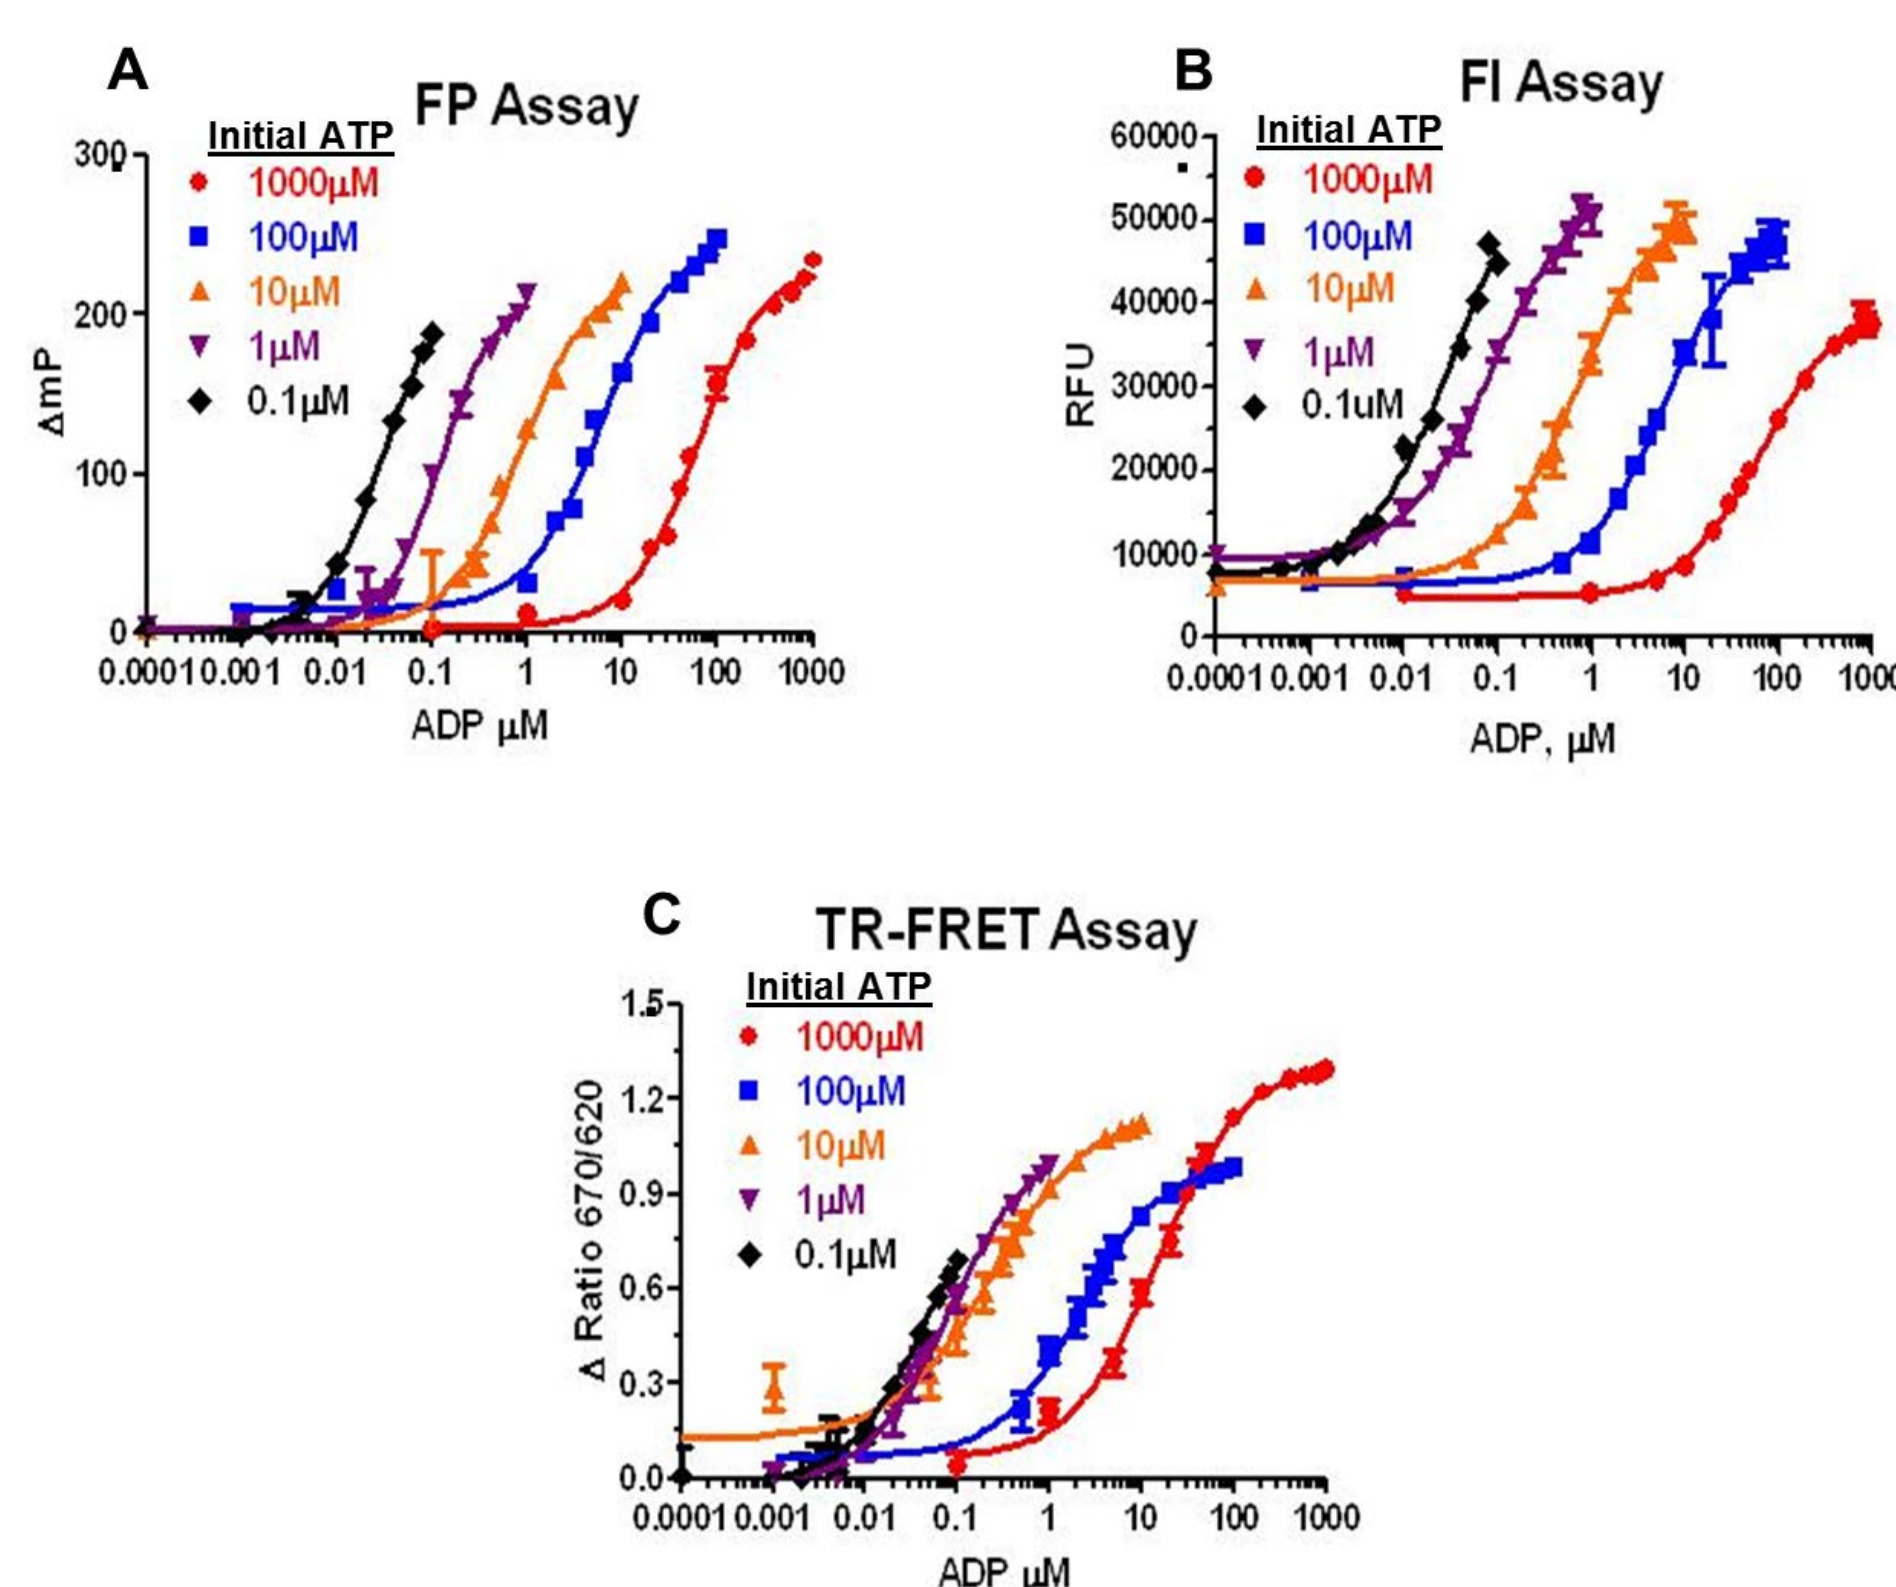 A
FP Assay
Initial ATP
1000µM
100µM
10µM
1µM
0.1µM
300
200
100
0
ΔmP
0.0001 0.001 0.01 0.1 1 10 100 1000
ADP µM
B
FI Assay
Initial ATP
1000µM
100µM
10µM
1µM
0.1uM
60000
50000
40000
30000
20000
10000
0
RFU
0.0001 0.001 0.01 0.1 1 10 100 100
ADP, µM
C
TR-FRET Assay
Initial ATP
1000µM
100µM
10µM
1µM
0.1µM
1.5
1.2
0.9
0.6
0.3
0.0
Δ Ratio 670/620
0.0001 0.001 0.01 0.1 1 10 100 1000
ADP µM